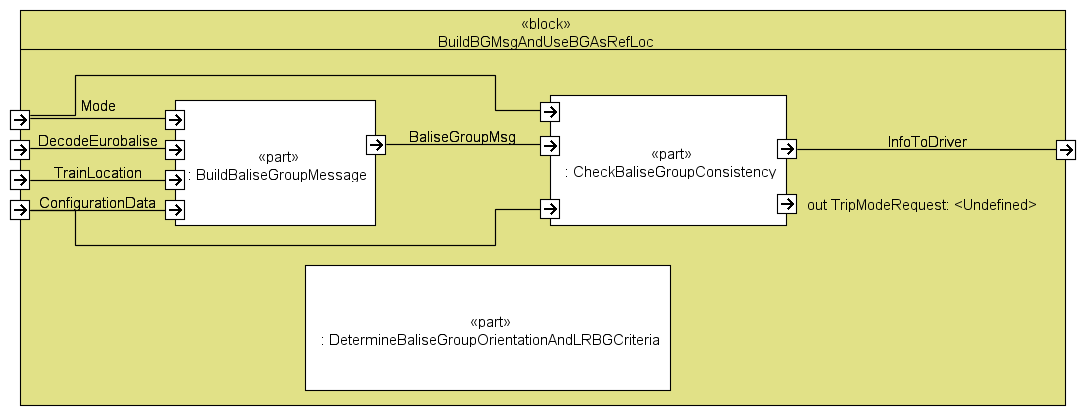 «block»
BuildBGMsgAndUseBGAsRefLoc
Mode
DecodeEurobalise
TrainLocation
ConfigurationData
«part»
: BuildBaliseGroupMessage
BaliseGroupMsg
«part»
: CheckBaliseGroupConsistency
InfoToDriver
out TripModeRequest: <Undefined>
«part»
: DetermineBaliseGroupOrientationAndLRBGCriteria